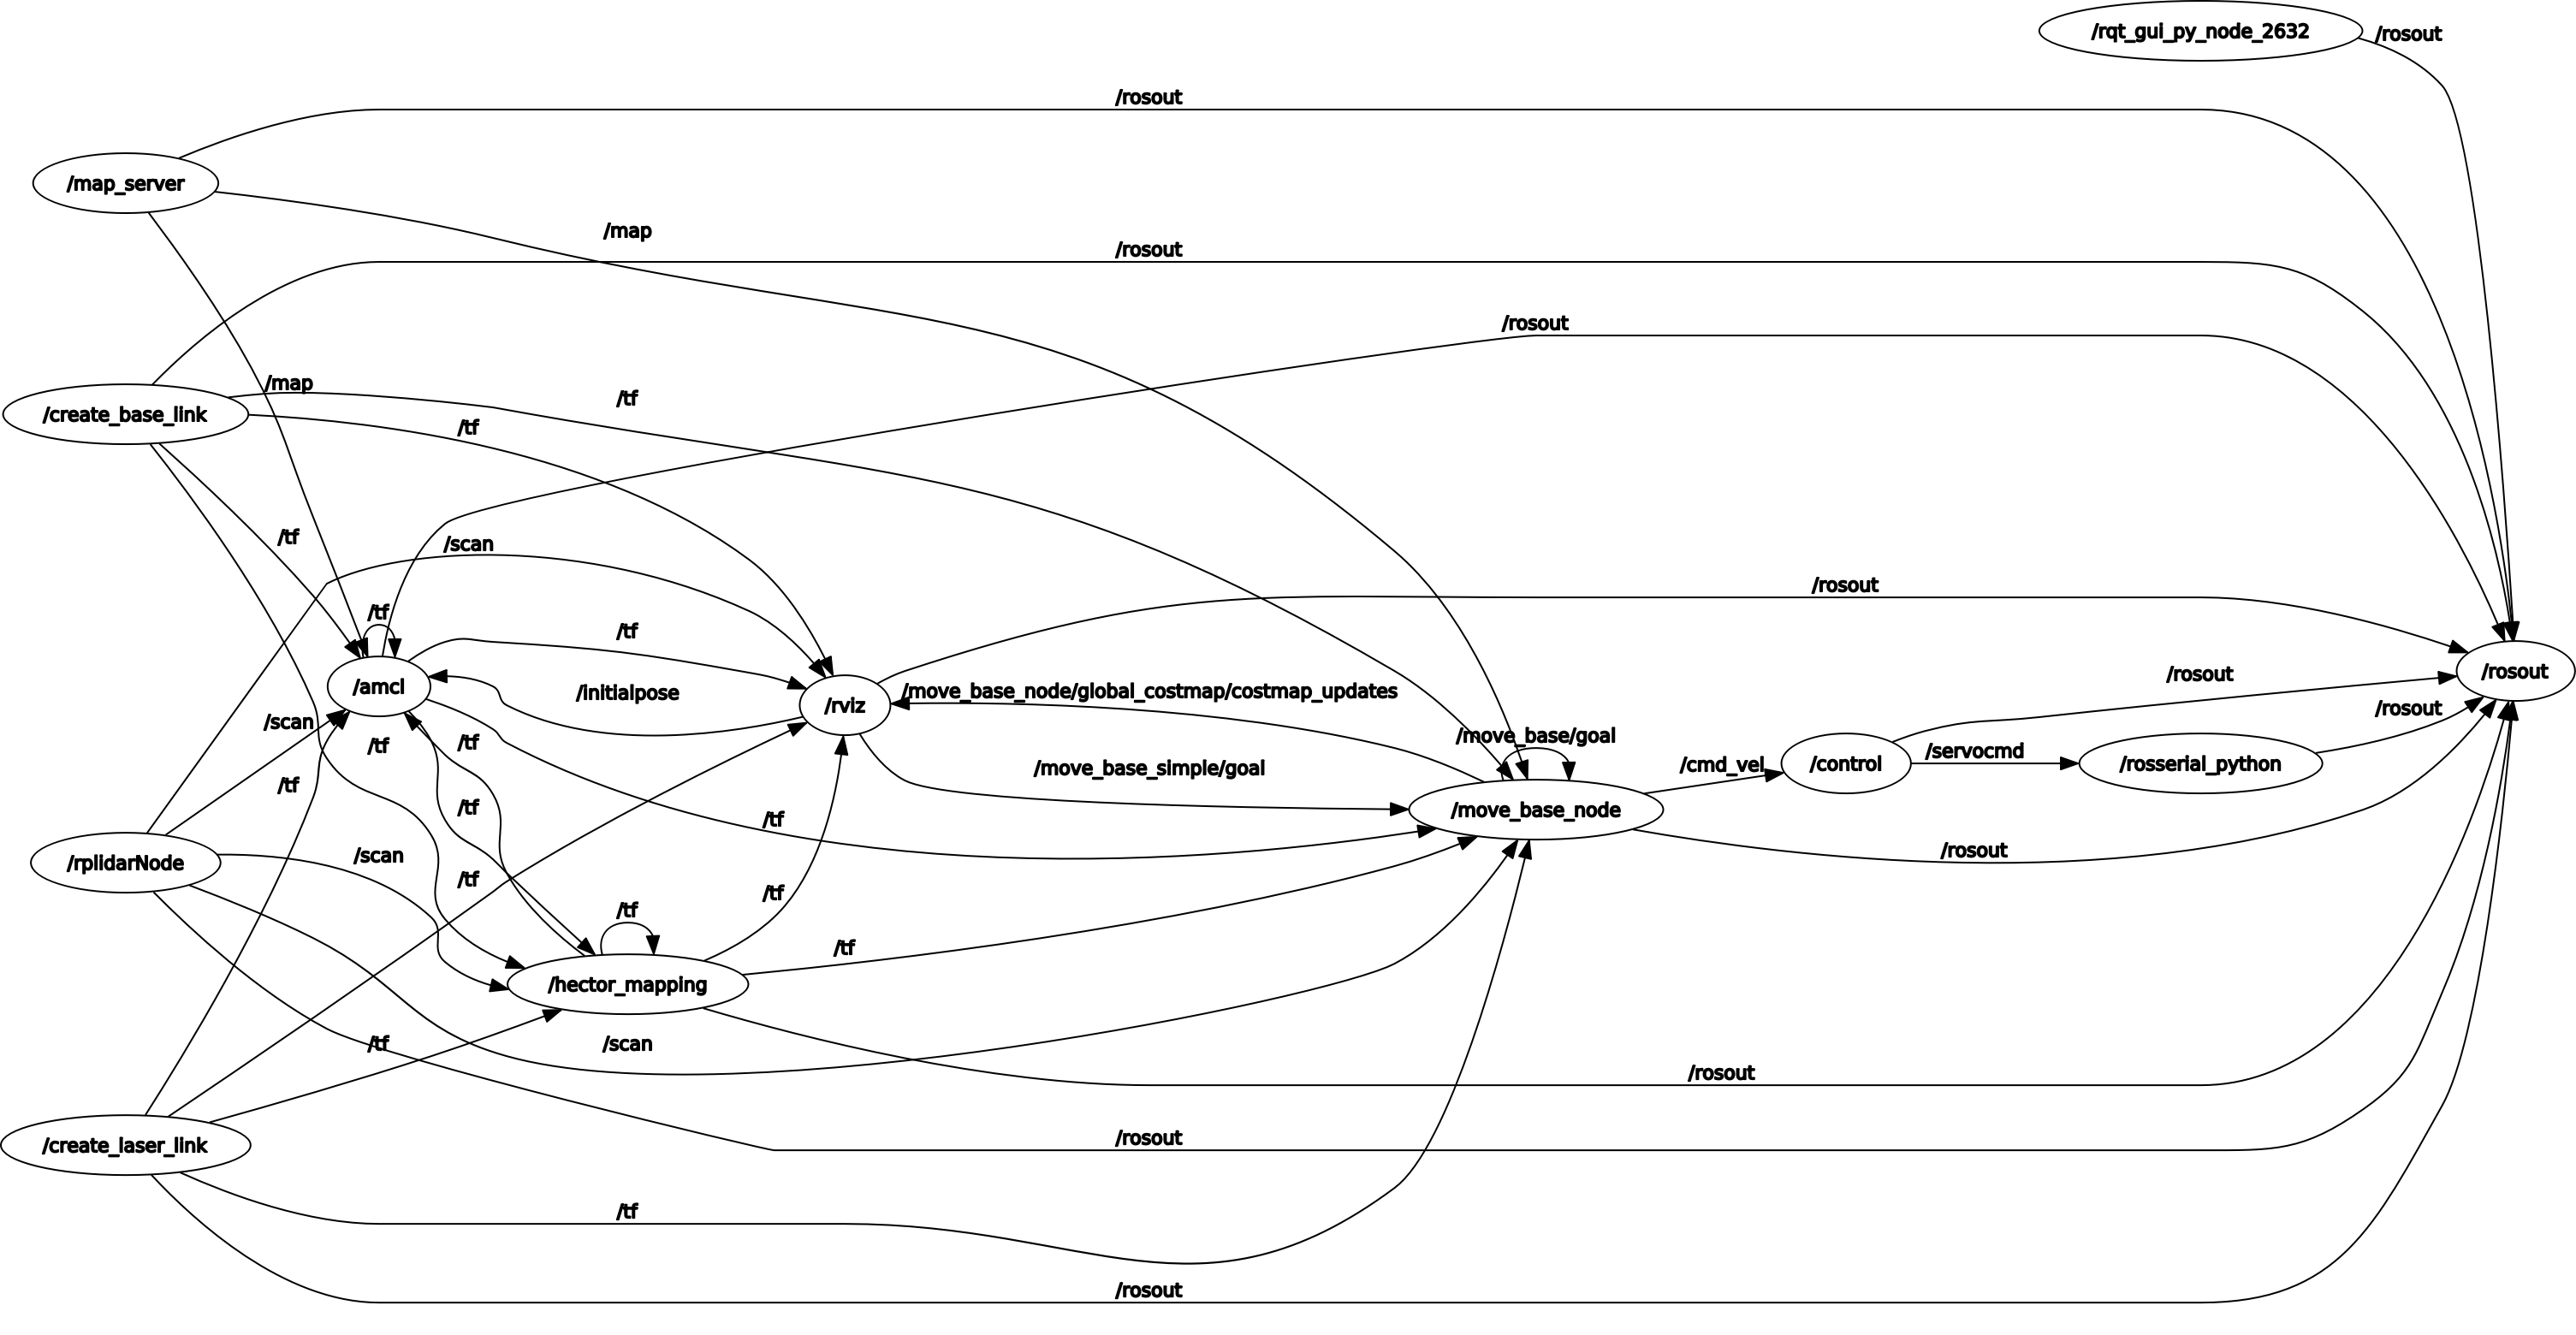 /rqt_gui_py_node_2632
/rosout
/rosout
/map_server
/map
/rosout
/rosout
/map
/tf
/create_base_link
/tf
/tf
/scan
/rosout
/tf
/tf
/amcl
/initialpose
/rviz
/move_base_node/global_costmap/costmap_updates
/rosout
/rosout
/scan
/rosout
/tf
/tf
/move_base/goal
/move_base_simple/goal
/cmd_vel
/control
/servocmd
/rosserial_python
/tf
/tf
/tf
/move_base_node
/rplidarNode
/scan
/rosout
/tf
/tf
/tf
/tf
/hector_mapping
/tf
/scan
/rosout
/create_laser_link
/rosout
/tf
/rosout